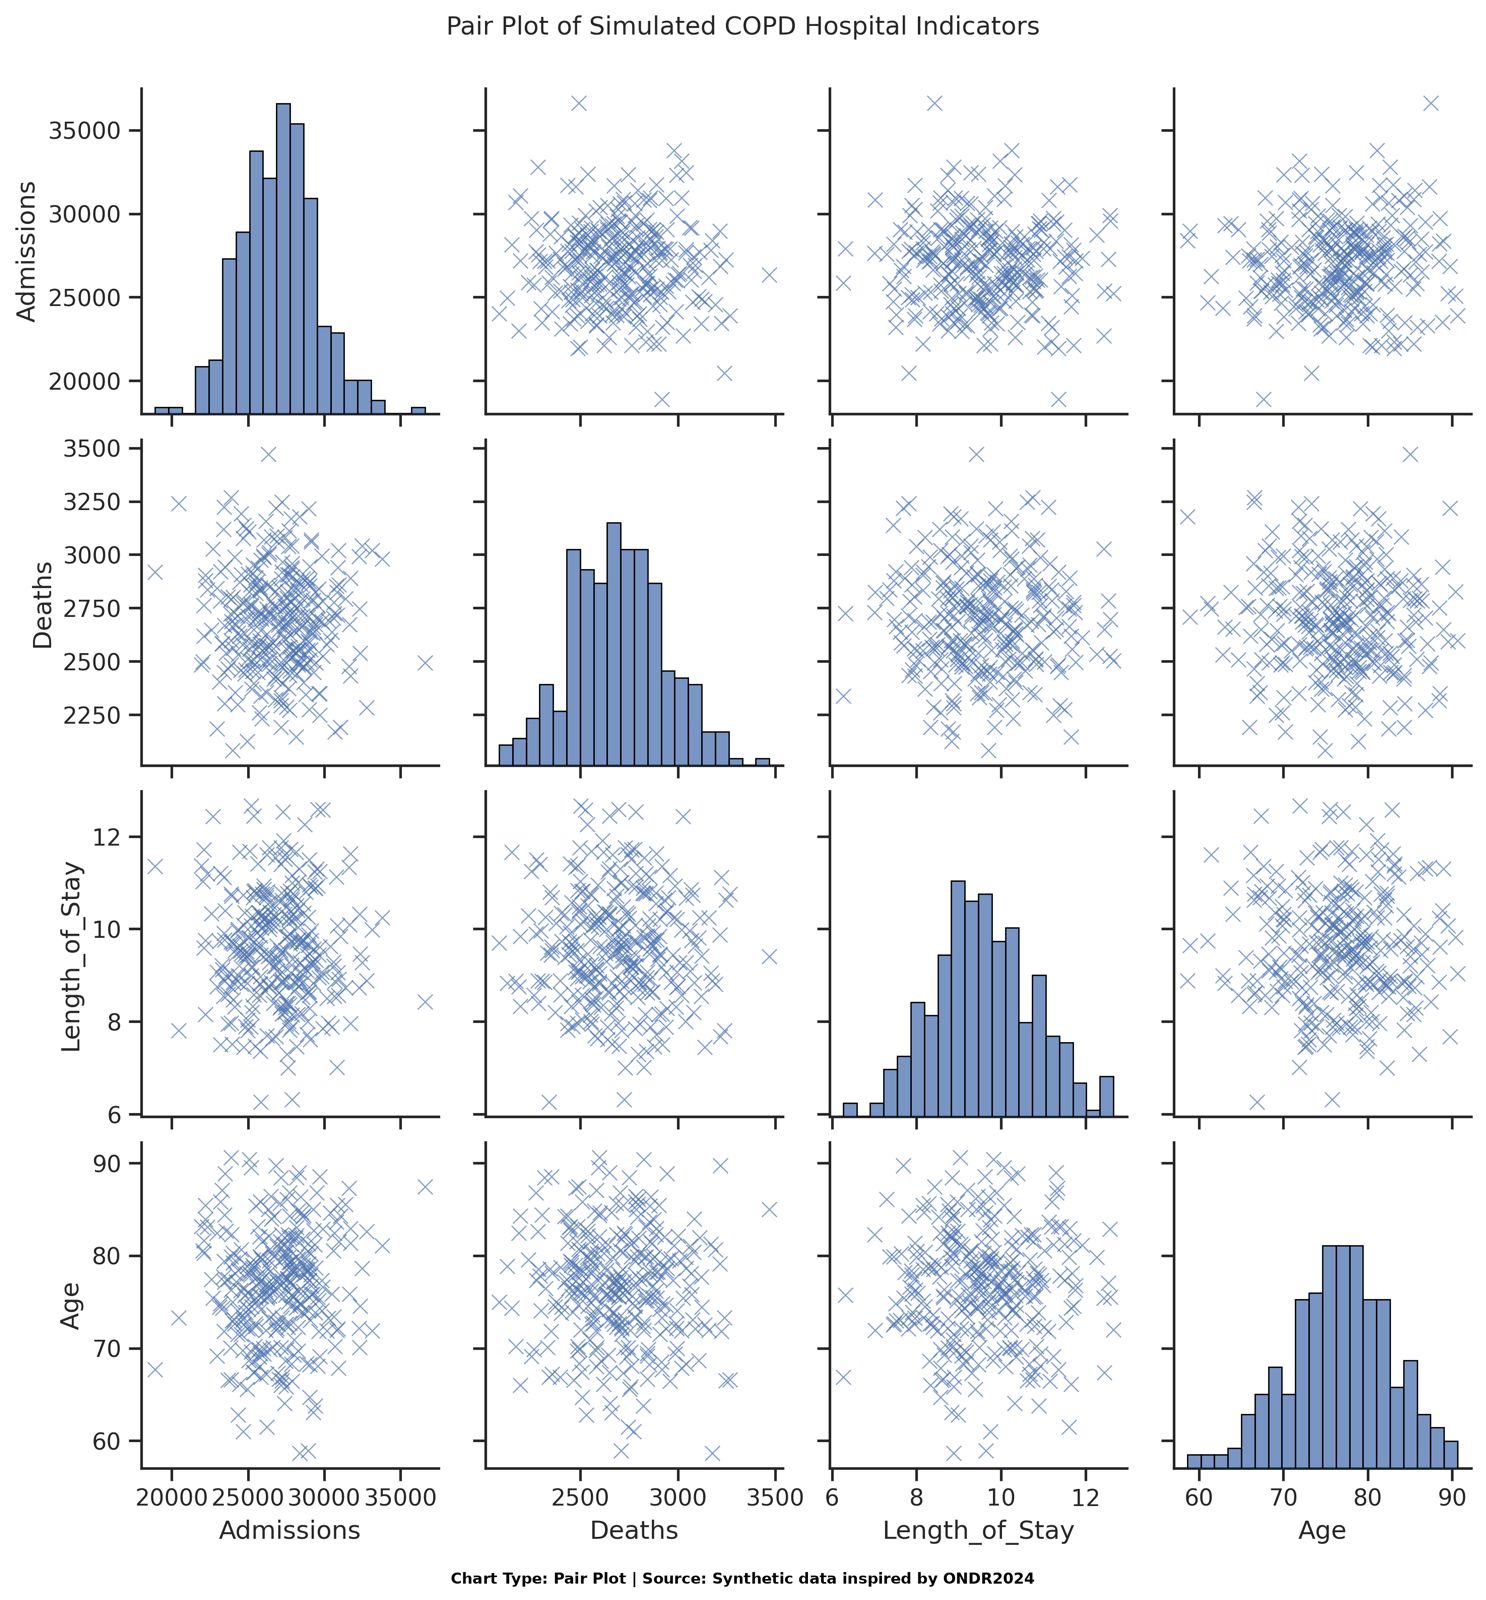 Pair Plot of Simulated COPD Hospital Indicators
35000
30000
25000
20000
Admissions
3500
3250
3000
2750
2500
2250
Deaths
12
10
8
6
Length_of_Stay
90
80
70
60
Age
20000 25000 30000 35000
2500 3000 3500
6 8 10 12
60 70 80 90
Admissions
Deaths
Length_of_Stay
Age
Chart Type: Pair Plot | Source: Synthetic data inspired by ONDR2024